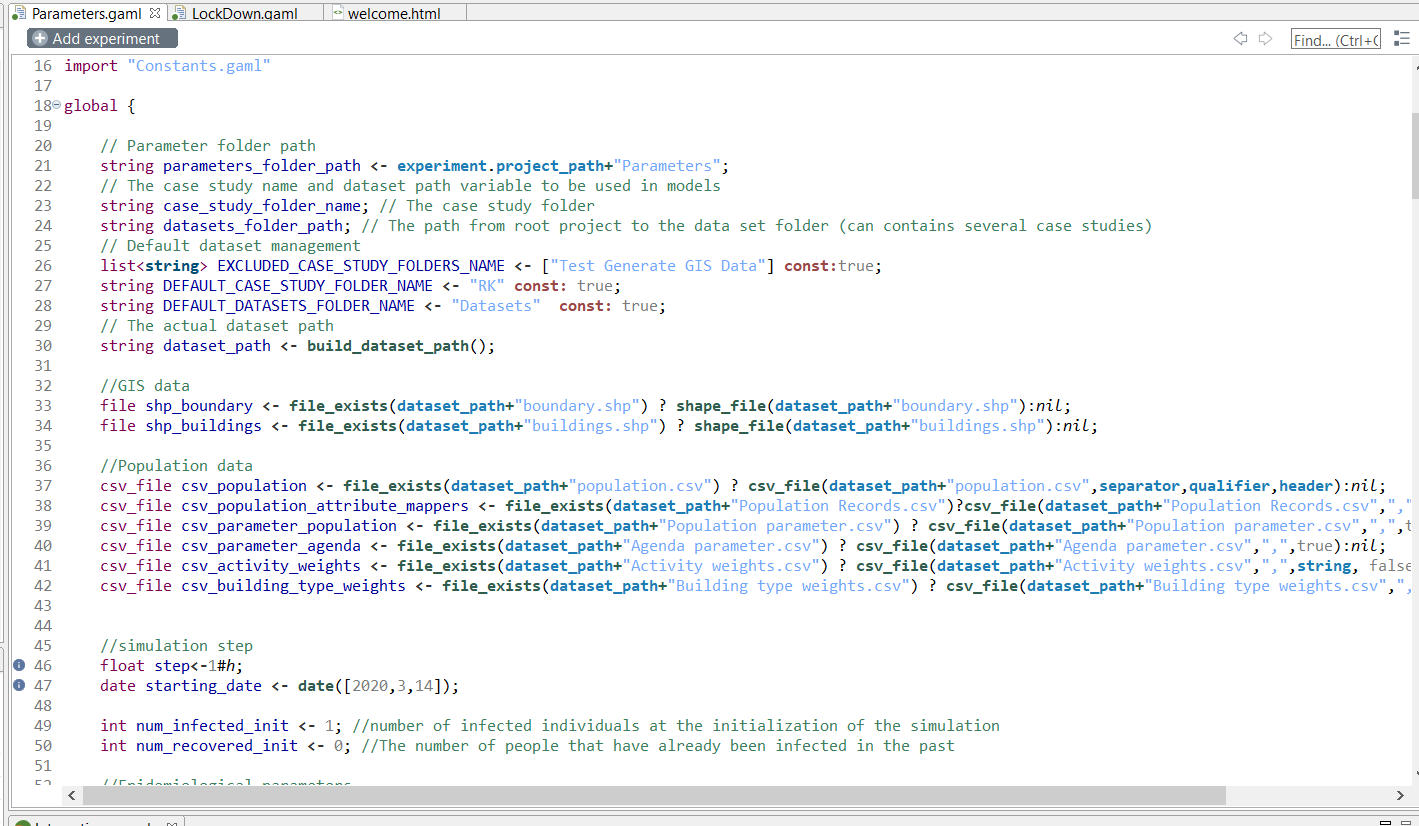 Parameters.gaml LockDown.gaml welcome.html
Add experiment Find... (Ctrl+
16 import "Constants.gaml"
17
18 global {
19
20 // Parameter folder path
21 string parameters_folder_path <- experiment.project_path+"Parameters";
22 // The case study name and dataset path variable to be used in models
23 string case_study_folder_name; // The case study folder
24 string datasets_folder_path; // The path from root project to the data set folder (can contains several case studies)
25 // Default dataset management
26 list<string> EXCLUDED_CASE_STUDY_FOLDERS_NAME <- ["Test Generate GIS Data"] const:true;
27 string DEFAULT_CASE_STUDY_FOLDER_NAME <- "RK" const: true;
28 string DEFAULT_DATASETS_FOLDER_NAME <- "Datasets"  const: true;
29 // The actual dataset path
30 string dataset_path <- build_dataset_path();
31
32 //GIS data
33 file shp_boundary <- file_exists(dataset_path+"boundary.shp") ? shape_file(dataset_path+"boundary.shp"):nil;
34 file shp_buildings <- file_exists(dataset_path+"buildings.shp") ? shape_file(dataset_path+"buildings.shp"):nil;
35
36 //Population data
37 csv_file csv_population <- file_exists(dataset_path+"population.csv") ? csv_file(dataset_path+"population.csv",separator,qualifier,header):nil;
38 csv_file csv_population_attribute_mappers <- file_exists(dataset_path+"Population Records.csv")?csv_file(dataset_path+"Population Records.csv",","
39 csv_file csv_parameter_population <- file_exists(dataset_path+"Population parameter.csv") ? csv_file(dataset_path+"Population parameter.csv",",",t
40 csv_file csv_parameter_agenda <- file_exists(dataset_path+"Agenda parameter.csv") ? csv_file(dataset_path+"Agenda parameter.csv",",",true):nil;
41 csv_file csv_activity_weights <- file_exists(dataset_path+"Activity weights.csv") ? csv_file(dataset_path+"Activity weights.csv",",",string, false
42 csv_file csv_building_type_weights <- file_exists(dataset_path+"Building type weights.csv") ? csv_file(dataset_path+"Building type weights.csv",",
43
44
45 //simulation step
46 float step<-1#h;
47 date starting_date <- date([2020,3,14]);
48
49 int num_infected_init <- 1; //number of infected individuals at the initialization of the simulation
50 int num_recovered_init <- 0; //The number of people that have already been infected in the past
51
52 //Epidemiological parameters